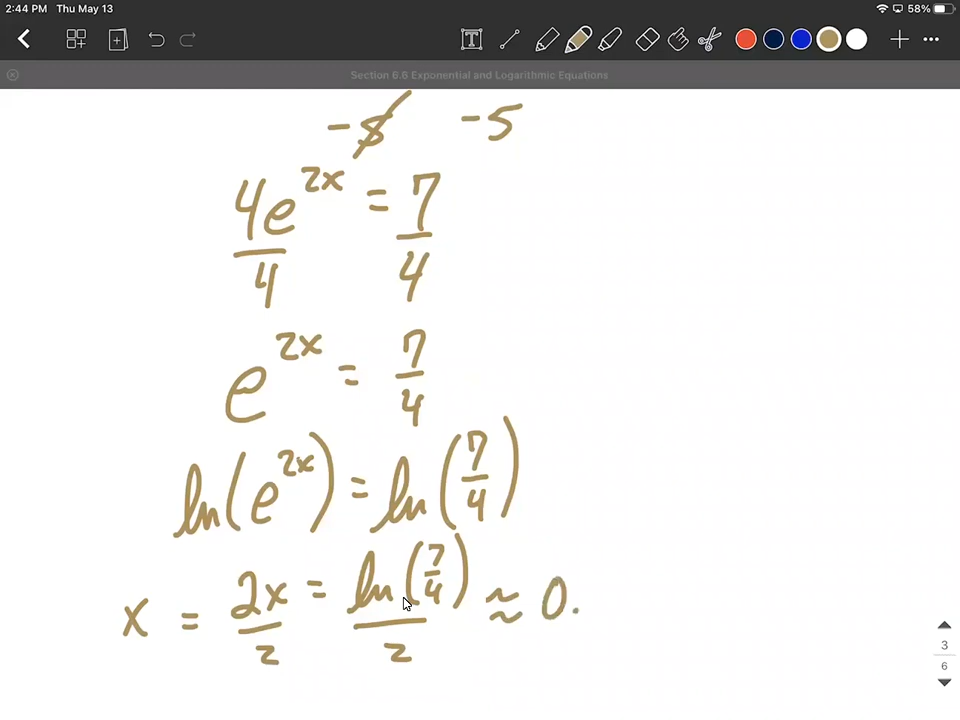 2:44 PM Thu May 13 58%
T
Section 6.6 Exponential and Logarithmic Equations
-5 -5
4e^{2x}/4 = 7/4
e^{2x} = 7/4
ln(e^{2x}) = ln(7/4)
x = 2x/2 = ln(7/4)/2 ≈ 0.
3
6